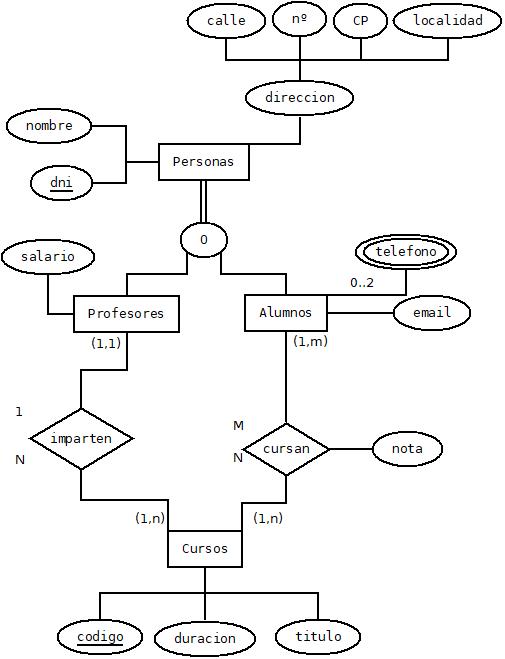 calle
nº
CP
localidad
direccion
nombre
Personas
dni
O
salario
telefono
0..2
Profesores
Alumnos
email
(1,1)
(1,m)
1
M
imparten
cursan
nota
N
N
(1,n)
(1,n)
Cursos
codigo
duracion
titulo